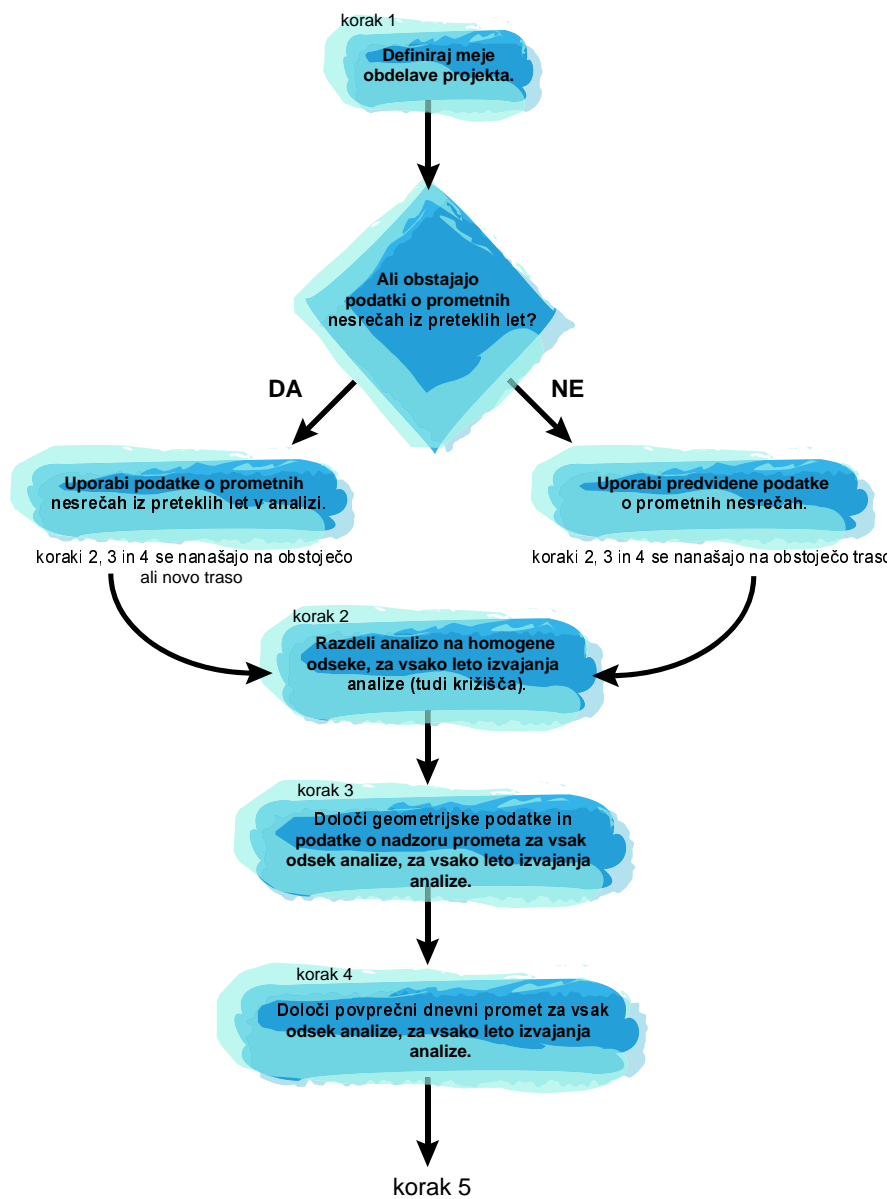 korak 1
Definiraj meje
obdelave projekta.
Ali obstajajo
podatki o prometnih
nesrečah iz preteklih let?
DA
NE
Uporabi podatke o prometnih
nesrečah iz preteklih let v analizi.
Uporabi predvidene podatke
o prometnih nesrečah.
koraki 2, 3 in 4 se nanašajo na obstoječo
ali novo traso
koraki 2, 3 in 4 se nanašajo na obstoječo traso
korak 2
Razdeli analizo na homogene
odseke, za vsako leto izvajanja
analize (tudi križišča).
korak 3
Določi geometrijske podatke in
podatke o nadzoru prometa za vsak
odsek analize, za vsako leto izvajanja
analize.
korak 4
Določi povprečni dnevni promet za vsak
odsek analize, za vsako leto izvajanja
analize.
korak 5